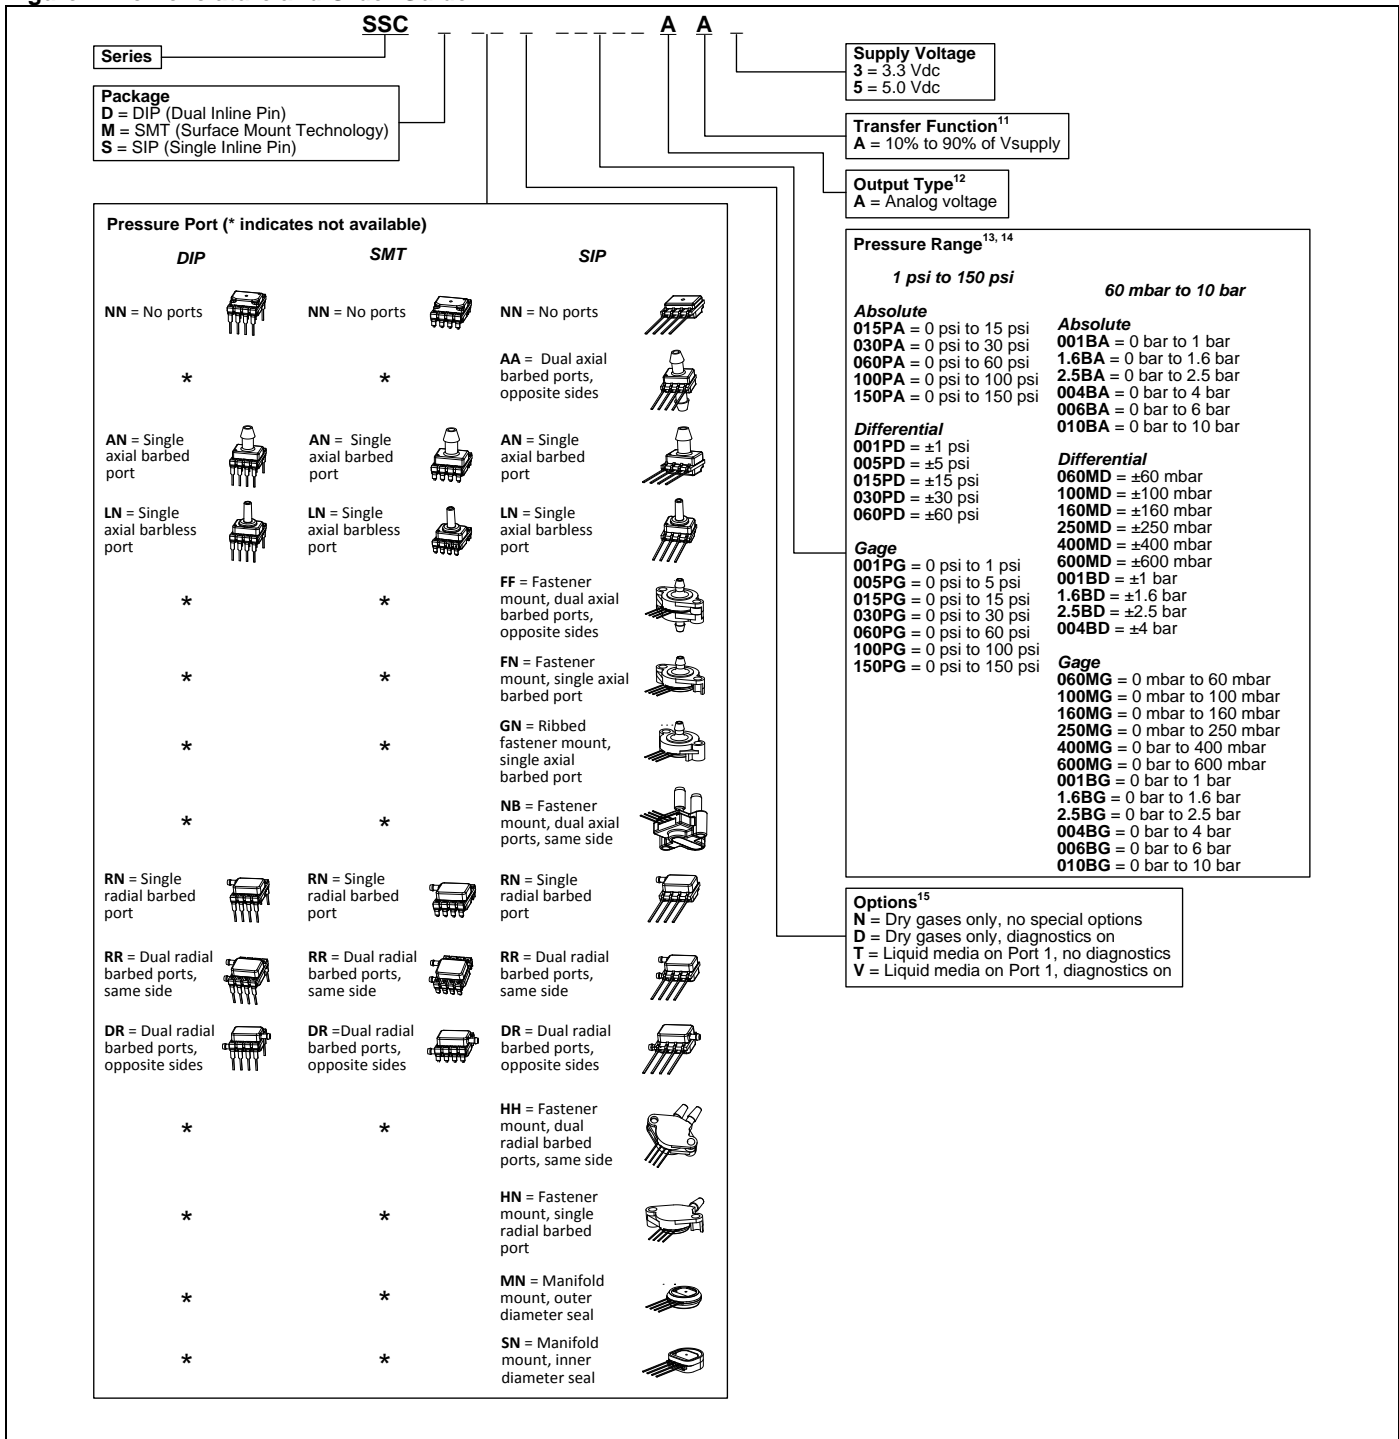 SSC A A
Series
Package
D = DIP (Dual Inline Pin)
M = SMT (Surface Mount Technology)
S = SIP (Single Inline Pin)
Supply Voltage
3 = 3.3 Vdc
5 = 5.0 Vdc
Transfer Function11
A = 10% to 90% of Vsupply
Output Type12
A = Analog voltage
Pressure Port (* indicates not available)
DIP SMT SIP
NN = No ports NN = No ports NN = No ports
* * AA = Dual axial
barbed ports,
opposite sides
AN = Single AN = Single AN = Single
axial barbed axial barbed axial barbed
port port port
LN = Single LN = Single LN = Single
axial barbless axial barbless axial barbless
port port port
* * FF = Fastener
mount, dual axial
barbed ports,
opposite sides
* * FN = Fastener
mount, single axial
barbed port
* * GN = Ribbed
fastener mount,
single axial
barbed port
* * NB = Fastener
mount, dual axial
ports, same side
RN = Single RN = Single RN = Single
radial barbed radial barbed radial barbed
port port port
RR = Dual radial RR = Dual radial RR = Dual radial
barbed ports, barbed ports, barbed ports,
same side same side same side
DR = Dual radial DR =Dual radial DR = Dual radial
barbed ports, barbed ports, barbed ports,
opposite sides opposite sides opposite sides
* * HH = Fastener
mount, dual
radial barbed
ports, same side
* * HN = Fastener
mount, single
radial barbed
port
* * MN = Manifold
mount, outer
diameter seal
* * SN = Manifold
mount, inner
diameter seal
Pressure Range13, 14
1 psi to 150 psi
Absolute
015PA = 0 psi to 15 psi
030PA = 0 psi to 30 psi
060PA = 0 psi to 60 psi
100PA = 0 psi to 100 psi
150PA = 0 psi to 150 psi
Differential
001PD = ±1 psi
005PD = ±5 psi
015PD = ±15 psi
030PD = ±30 psi
060PD = ±60 psi
Gage
001PG = 0 psi to 1 psi
005PG = 0 psi to 5 psi
015PG = 0 psi to 15 psi
030PG = 0 psi to 30 psi
060PG = 0 psi to 60 psi
100PG = 0 psi to 100 psi
150PG = 0 psi to 150 psi
60 mbar to 10 bar
Absolute
001BA = 0 bar to 1 bar
1.6BA = 0 bar to 1.6 bar
2.5BA = 0 bar to 2.5 bar
004BA = 0 bar to 4 bar
006BA = 0 bar to 6 bar
010BA = 0 bar to 10 bar
Differential
060MD = ±60 mbar
100MD = ±100 mbar
160MD = ±160 mbar
250MD = ±250 mbar
400MD = ±400 mbar
600MD = ±600 mbar
001BD = ±1 bar
1.6BD = ±1.6 bar
2.5BD = ±2.5 bar
004BD = ±4 bar
Gage
060MG = 0 mbar to 60 mbar
100MG = 0 mbar to 100 mbar
160MG = 0 mbar to 160 mbar
250MG = 0 mbar to 250 mbar
400MG = 0 bar to 400 mbar
600MG = 0 bar to 600 mbar
001BG = 0 bar to 1 bar
1.6BG = 0 bar to 1.6 bar
2.5BG = 0 bar to 2.5 bar
004BG = 0 bar to 4 bar
006BG = 0 bar to 6 bar
010BG = 0 bar to 10 bar
Options15
N = Dry gases only, no special options
D = Dry gases only, diagnostics on
T = Liquid media on Port 1, no diagnostics
V = Liquid media on Port 1, diagnostics on